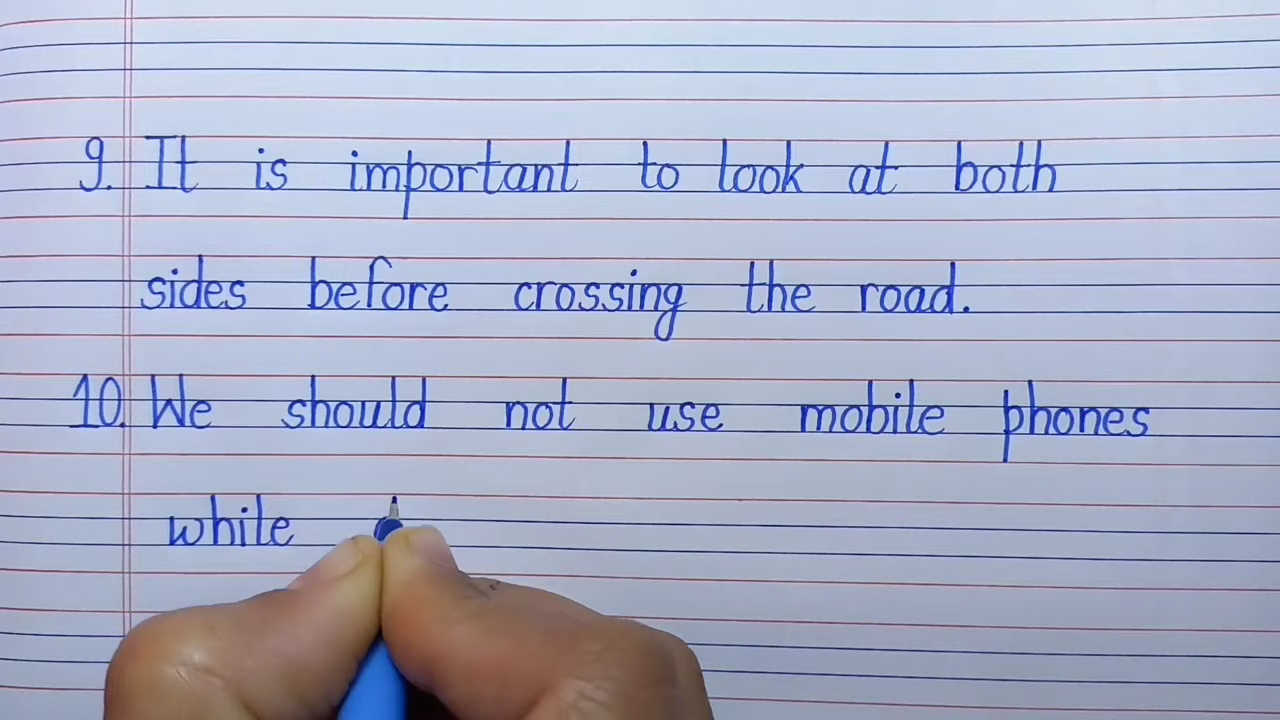 9. It is important to look at both
sides before crossing the road.
10. We should not use mobile phones
while